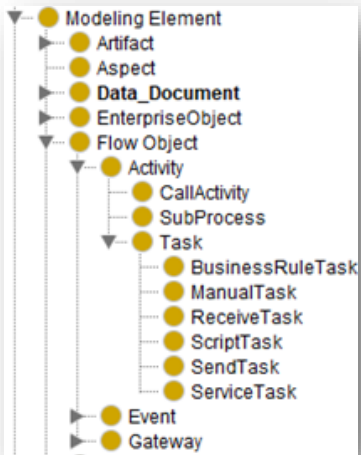 Modeling Element
Artifact
Aspect
Data_Document
EnterpriseObject
Flow Object
Activity
CallActivity
SubProcess
Task
BusinessRuleTask
ManualTask
ReceiveTask
ScriptTask
SendTask
ServiceTask
Event
Gateway